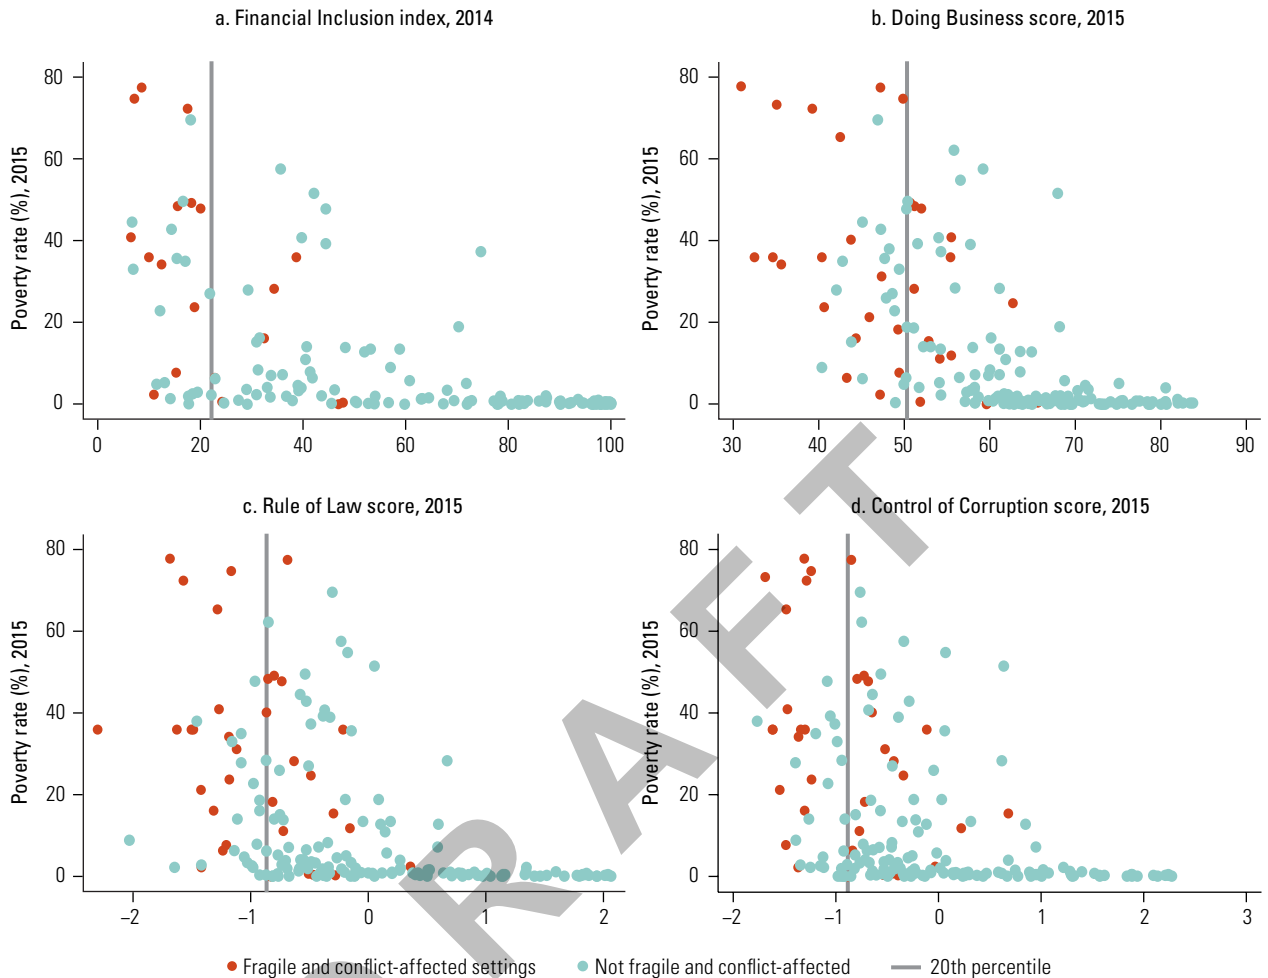 a. Financial Inclusion index, 2014
Poverty rate (%), 2015
80
60
40
20
0
0 20 40 60 80 100
b. Doing Business score, 2015
Poverty rate (%), 2015
80
60
40
20
0
30 40 50 60 70 80 90
c. Rule of Law score, 2015
Poverty rate (%), 2015
80
60
40
20
0
−2 −1 0 1 2
d. Control of Corruption score, 2015
Poverty rate (%), 2015
80
60
40
20
0
−2 −1 0 1 2 3
Fragile and conflict-affected settings Not fragile and conflict-affected 20th percentile
DRAFT